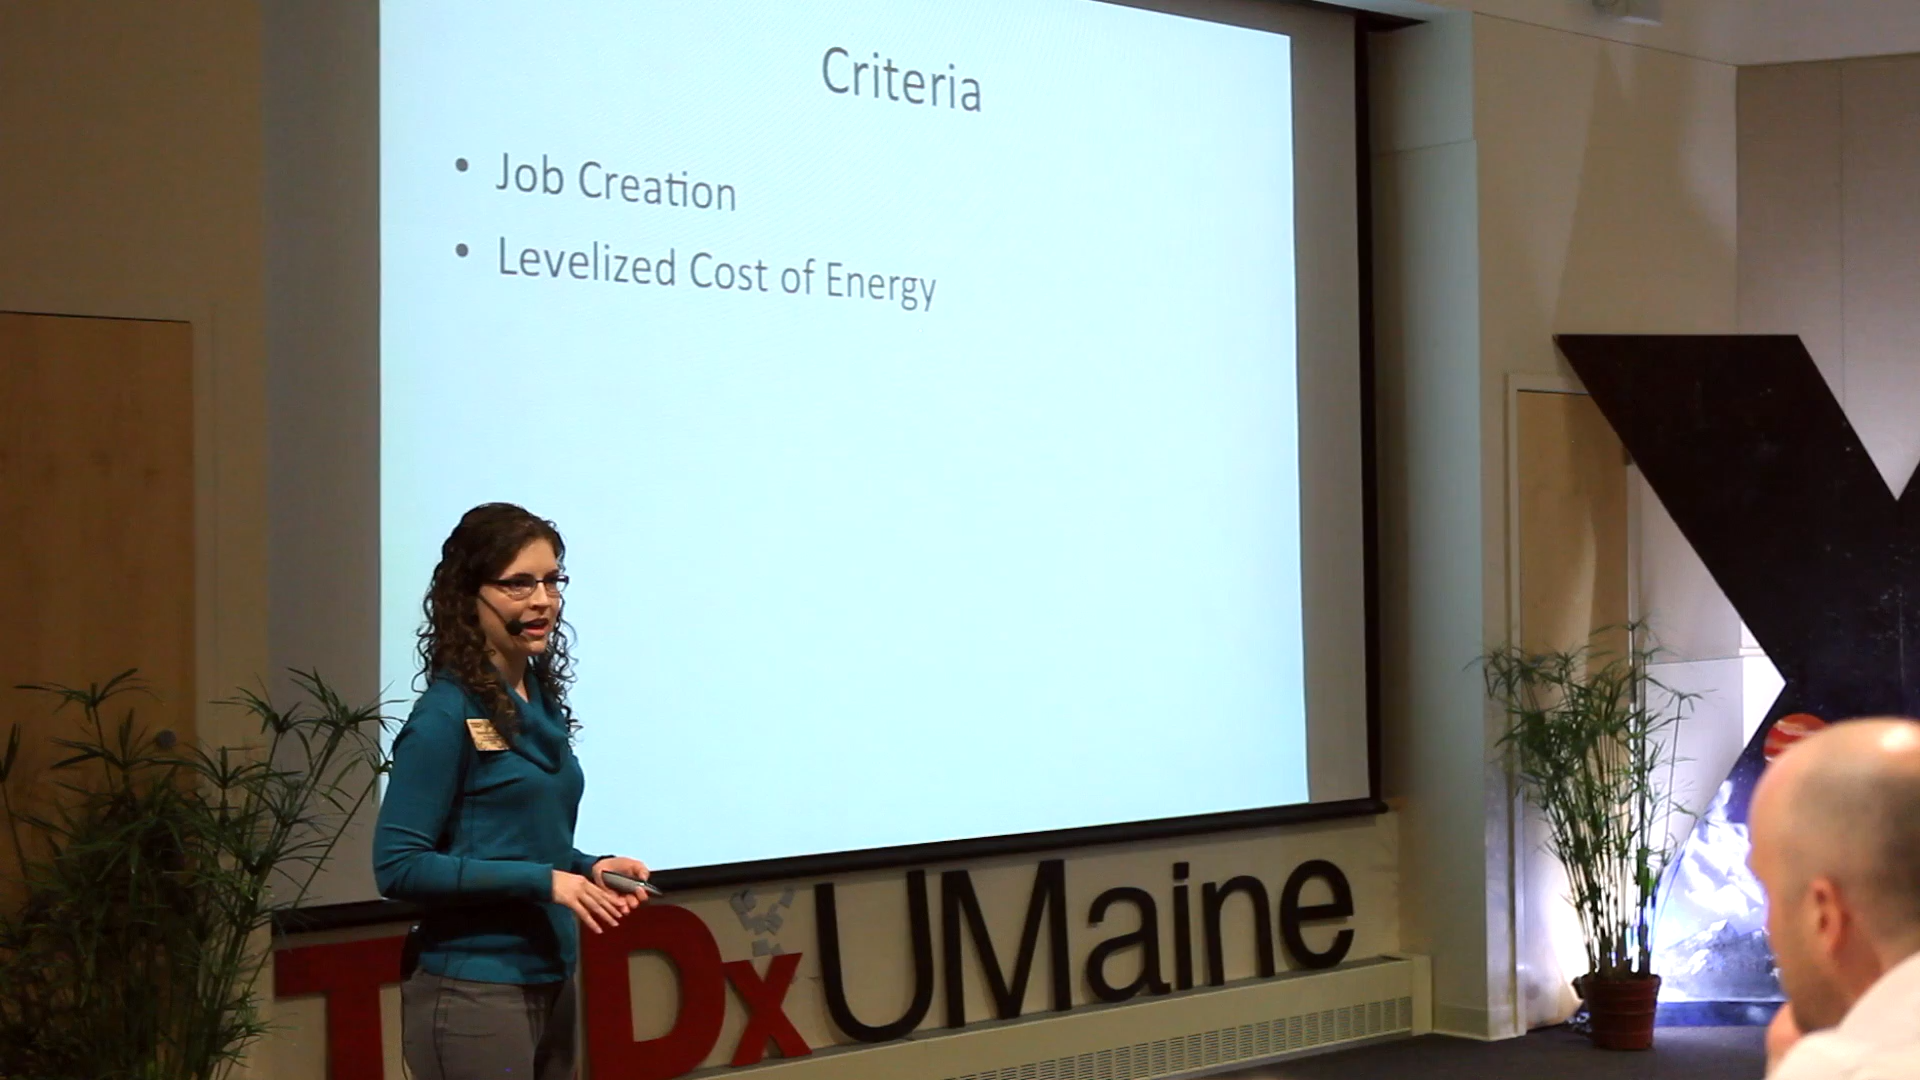 Criteria
• Job Creation
• Levelized Cost of Energy
TEDxUMaine